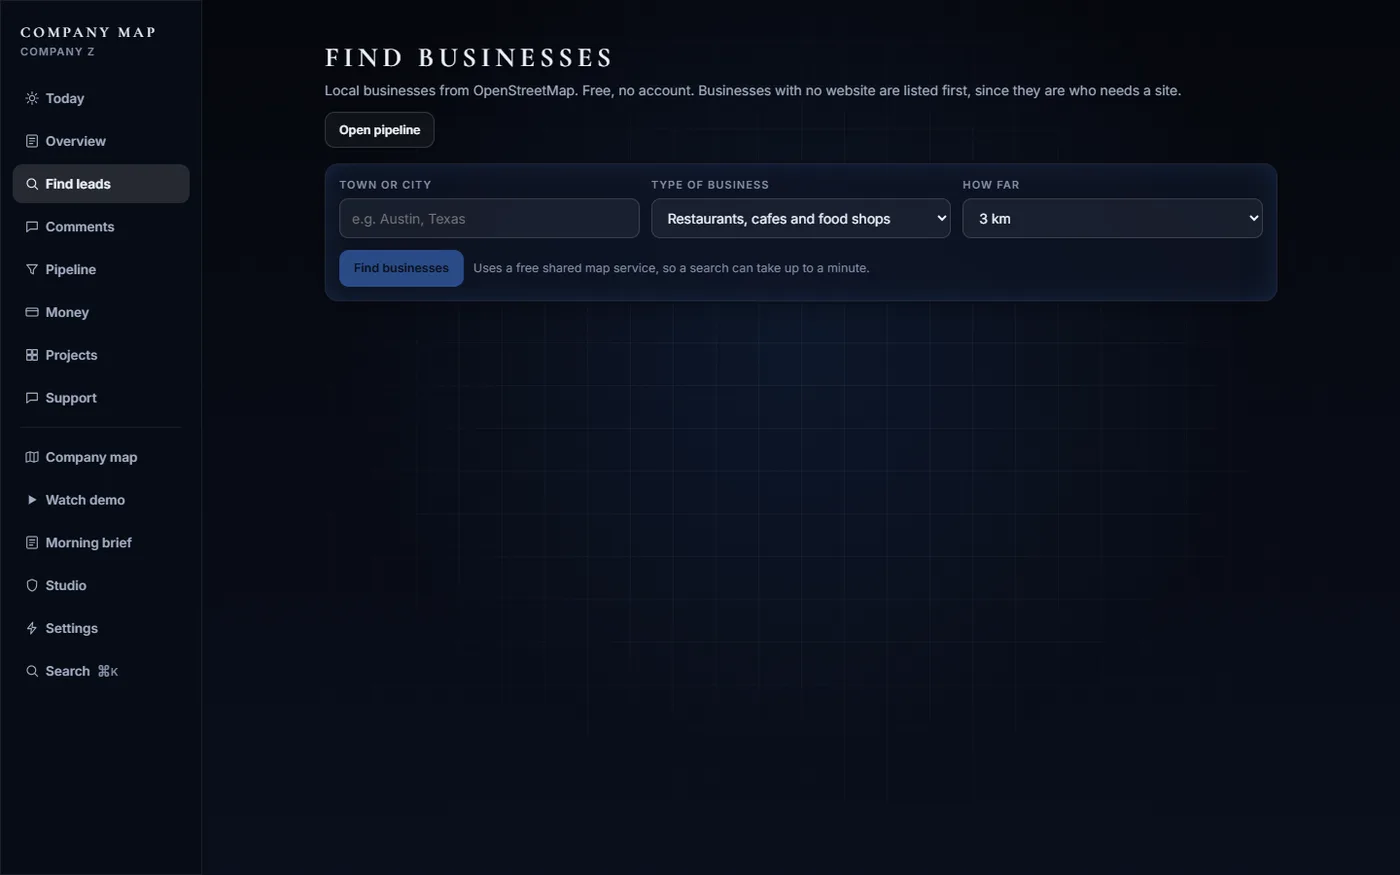 COMPANY MAP
COMPANY Z
Today
Overview
Find leads
Comments
Pipeline
Money
Projects
Support
Company map
Watch demo
Morning brief
Studio
Settings
Search ⌘K
FIND BUSINESSES
Local businesses from OpenStreetMap. Free, no account. Businesses with no website are listed first, since they are who needs a site.
Open pipeline
TOWN OR CITY
e.g. Austin, Texas
TYPE OF BUSINESS
Restaurants, cafes and food shops
HOW FAR
3 km
Find businesses
Uses a free shared map service, so a search can take up to a minute.